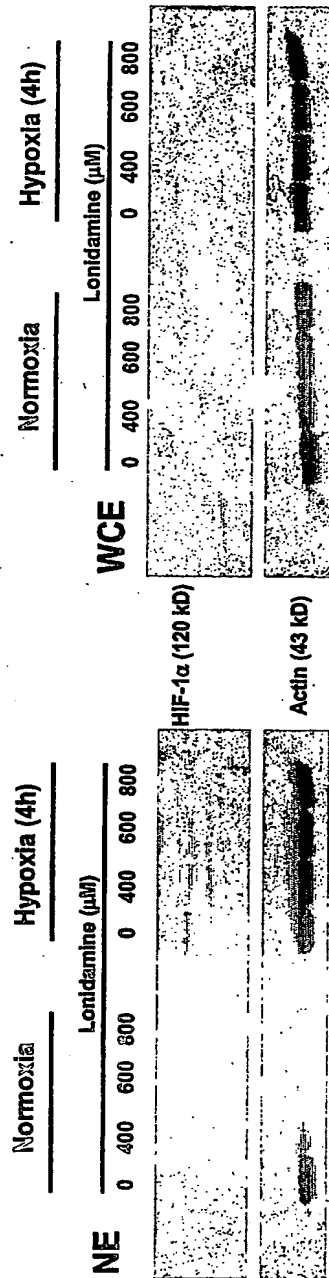 Normoxia Hypoxia (4h)
Lonidamine (µM)
NE 0 400 600 800 0 400 600 800
HIF-1α (120 kD)
Actin (43 kD)
Normoxia Hypoxia (4h)
Lonidamine (µM)
WCE 0 400 600 800 0 400 600 800